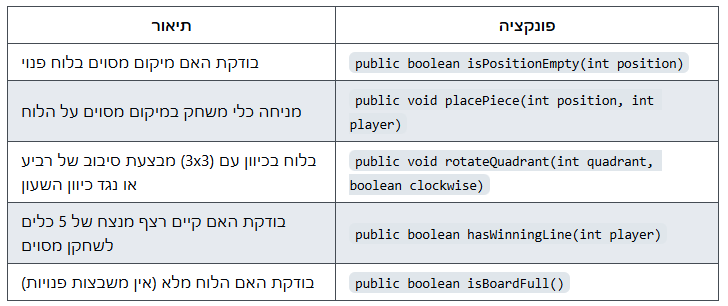 פונקציה
תיאור
public boolean isPositionEmpty(int position)
בודקת האם מיקום מסוים בלוח פנוי
public void placePiece(int position, int
player)
מניחה כלי משחק במיקום מסוים על הלוח
public void rotateQuadrant(int quadrant,
boolean clockwise)
מבצעת סיבוב של רביע (3x3) בלוח בכיוון עם
או נגד כיוון השעון
public boolean hasWinningLine(int player)
בודקת האם קיים רצף מנצח של 5 כלים
לשחקן מסוים
public boolean isBoardFull()
בודקת האם הלוח מלא (אין משבצות פנויות)